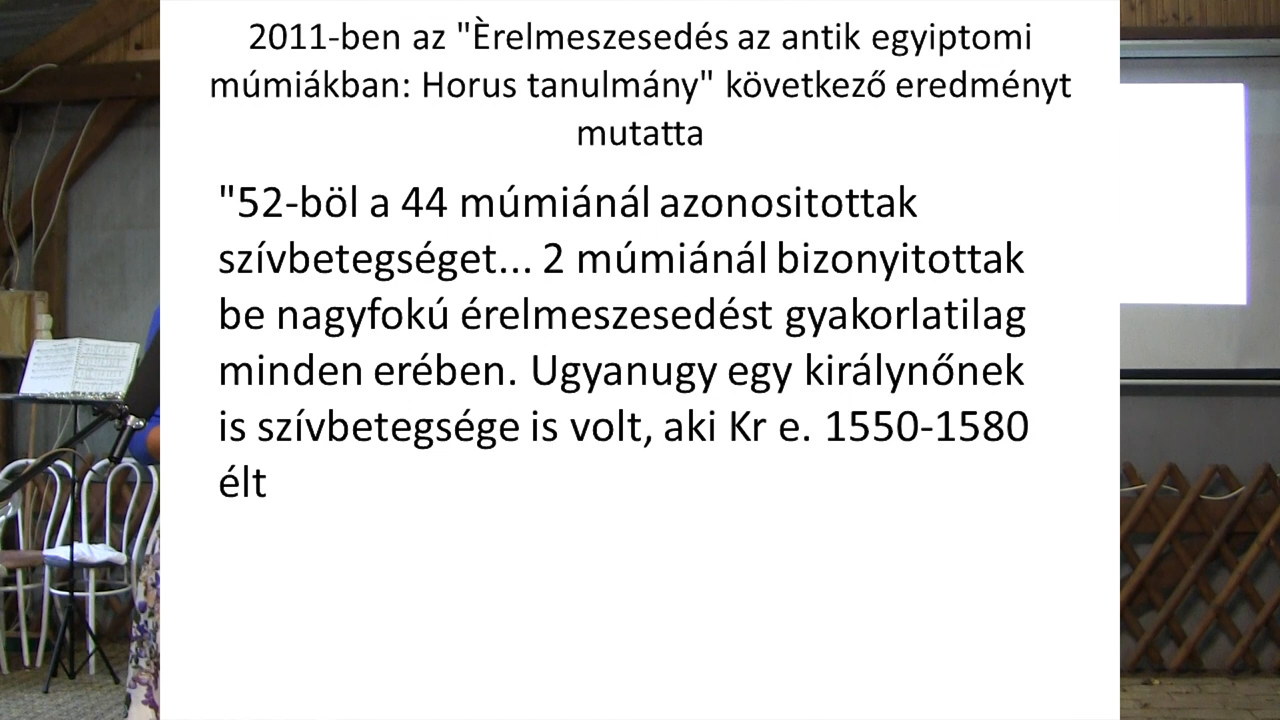 2011-ben az "Èrelmeszesedés az antik egyiptomi
múmiákban: Horus tanulmány" következő eredményt
mutatta
"52-böl a 44 múmiánál azonositottak
szívbetegséget... 2 múmiánál bizonyitottak
be nagyfokú érelmeszesedést gyakorlatilag
minden erében. Ugyanugy egy királynőnek
is szívbetegsége is volt, aki Kr e. 1550-1580
élt